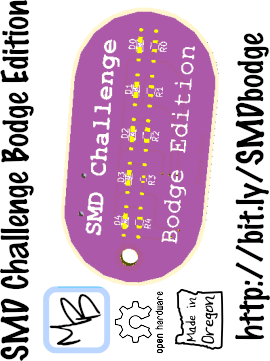 SMD Challenge Bodge Edition
SMD Challenge
D0
D1
D2
D3
D4
R0
R1
R2
R3
R4
Bodge Edition
http://bit.ly/SMDbodge
MB
open hardware
Made in
Oregon